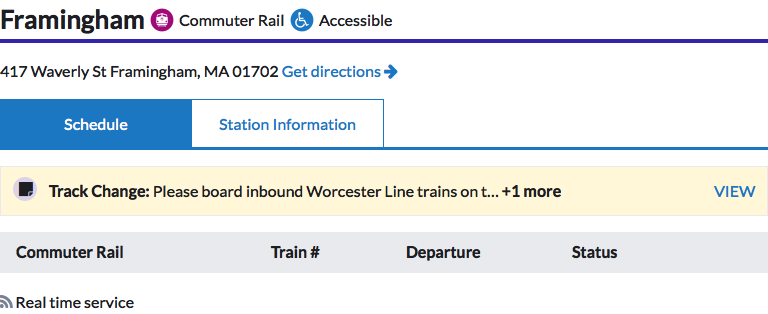 Framingham Commuter Rail Accessible
417 Waverly St Framingham, MA 01702 Get directions
Schedule Station Information
Track Change: Please board inbound Worcester Line trains on t... +1 more VIEW
Commuter Rail Train # Departure Status
Real time service